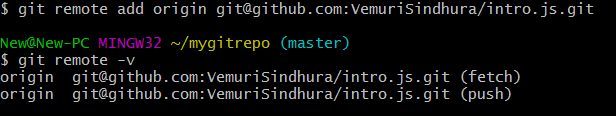 $ git remote add origin git@github.com:VemuriSindhura/intro.js.git
New@New-PC MINGW32 ~/mygitrepo (master)
$ git remote -v
origin  git@github.com:VemuriSindhura/intro.js.git (fetch)
origin  git@github.com:VemuriSindhura/intro.js.git (push)